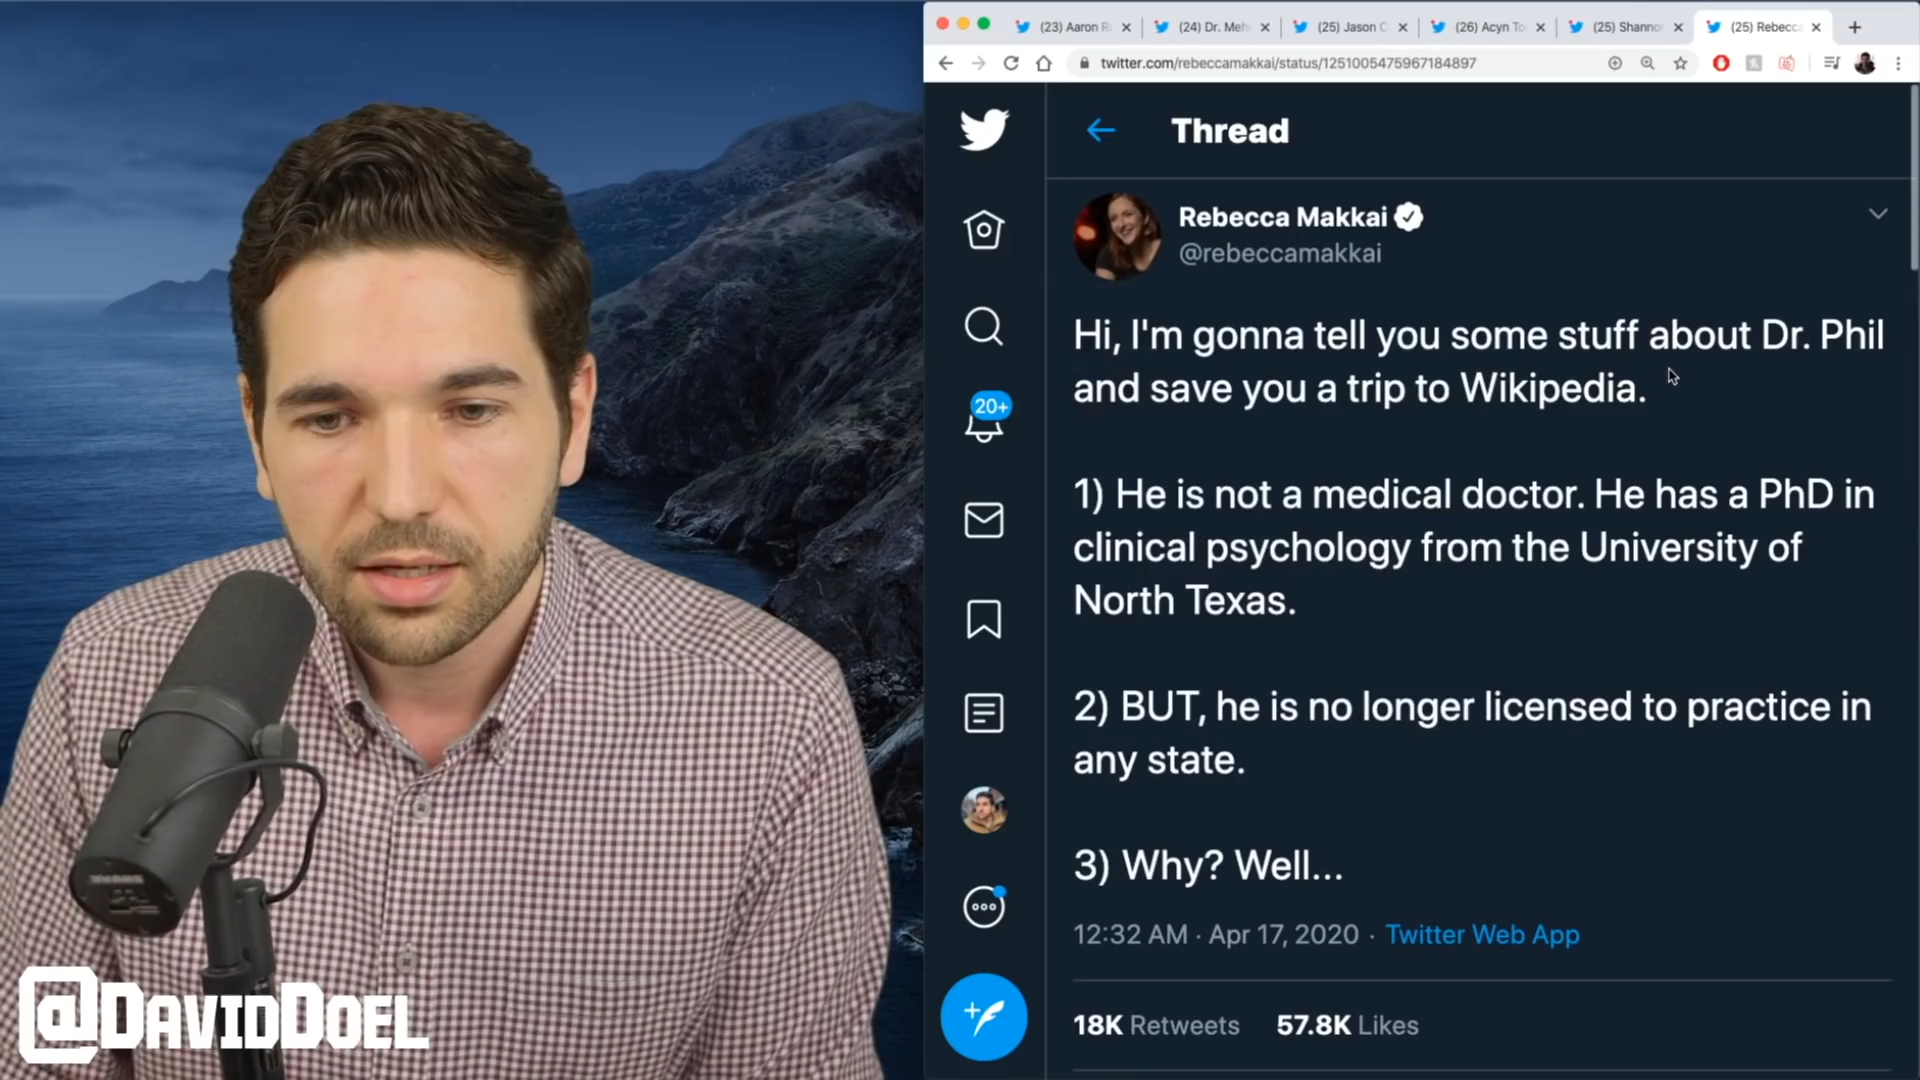 (23) Aaron R
(24) Dr. Meh
(25) Jason C
(26) Acyn To
(25) Shanno
(25) Rebecc
twitter.com/rebeccamakkai/status/1251005475967184897
Thread
Rebecca Makkai
@rebeccamakkai
Hi, I'm gonna tell you some stuff about Dr. Phil
and save you a trip to Wikipedia.
20+
1) He is not a medical doctor. He has a PhD in
clinical psychology from the University of
North Texas.
2) BUT, he is no longer licensed to practice in
any state.
3) Why? Well...
12:32 AM · Apr 17, 2020 · Twitter Web App
18K Retweets 57.8K Likes
@DAVIDDOEL